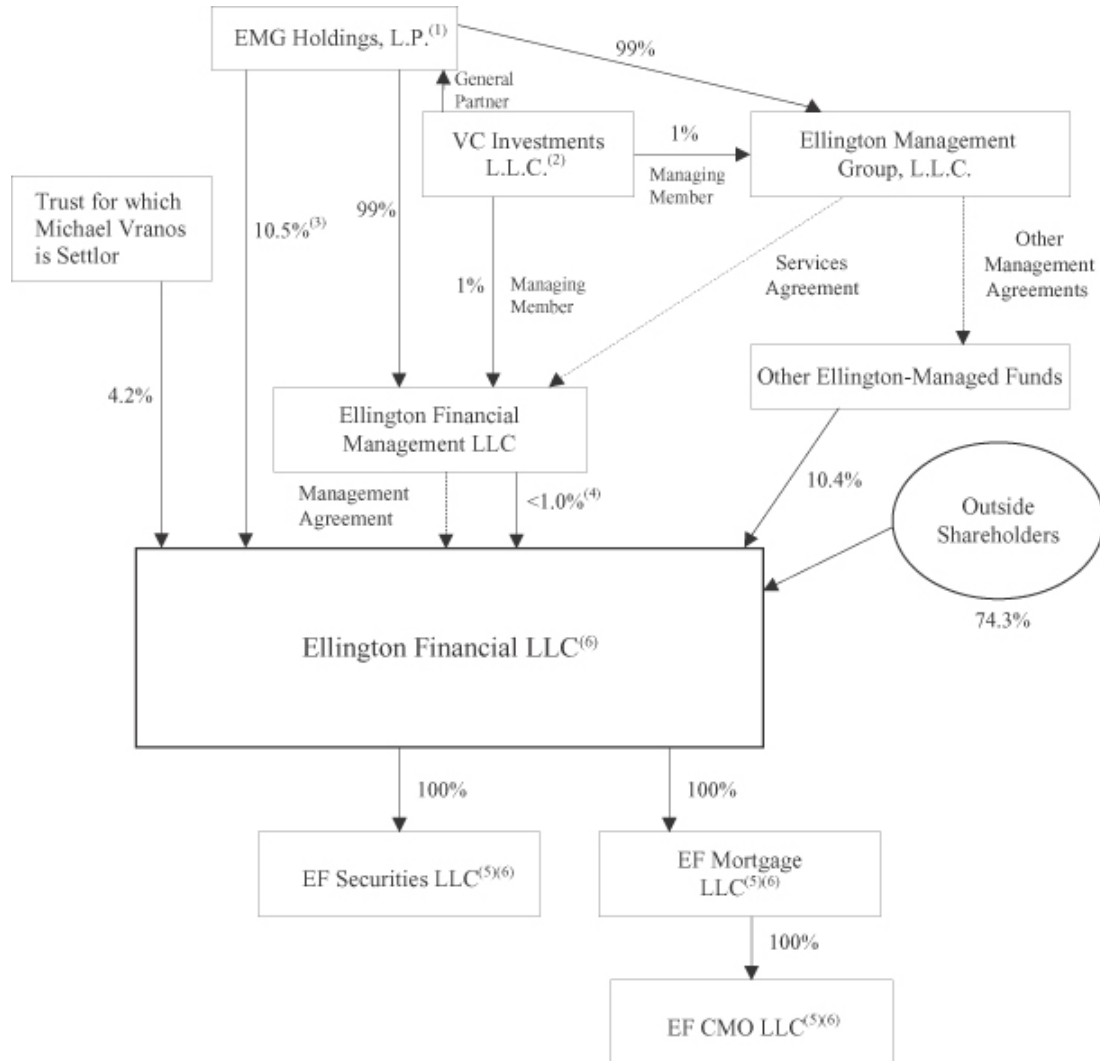 EMG Holdings, L.P.(1)
99%
General
Partner
VC Investments
L.L.C.(2)
1%
Managing
Member
Ellington Management
Group, L.L.C.
Trust for which
Michael Vranos
is Settlor
10.5%(3)
99%
1%
Managing
Member
Services
Agreement
Other
Management
Agreements
4.2%
Ellington Financial
Management LLC
Other Ellington-Managed Funds
Management
Agreement
<1.0%(4)
10.4%
Outside
Shareholders
74.3%
Ellington Financial LLC(6)
100%
100%
EF Securities LLC(5)(6)
EF Mortgage
LLC(5)(6)
100%
EF CMO LLC(5)(6)